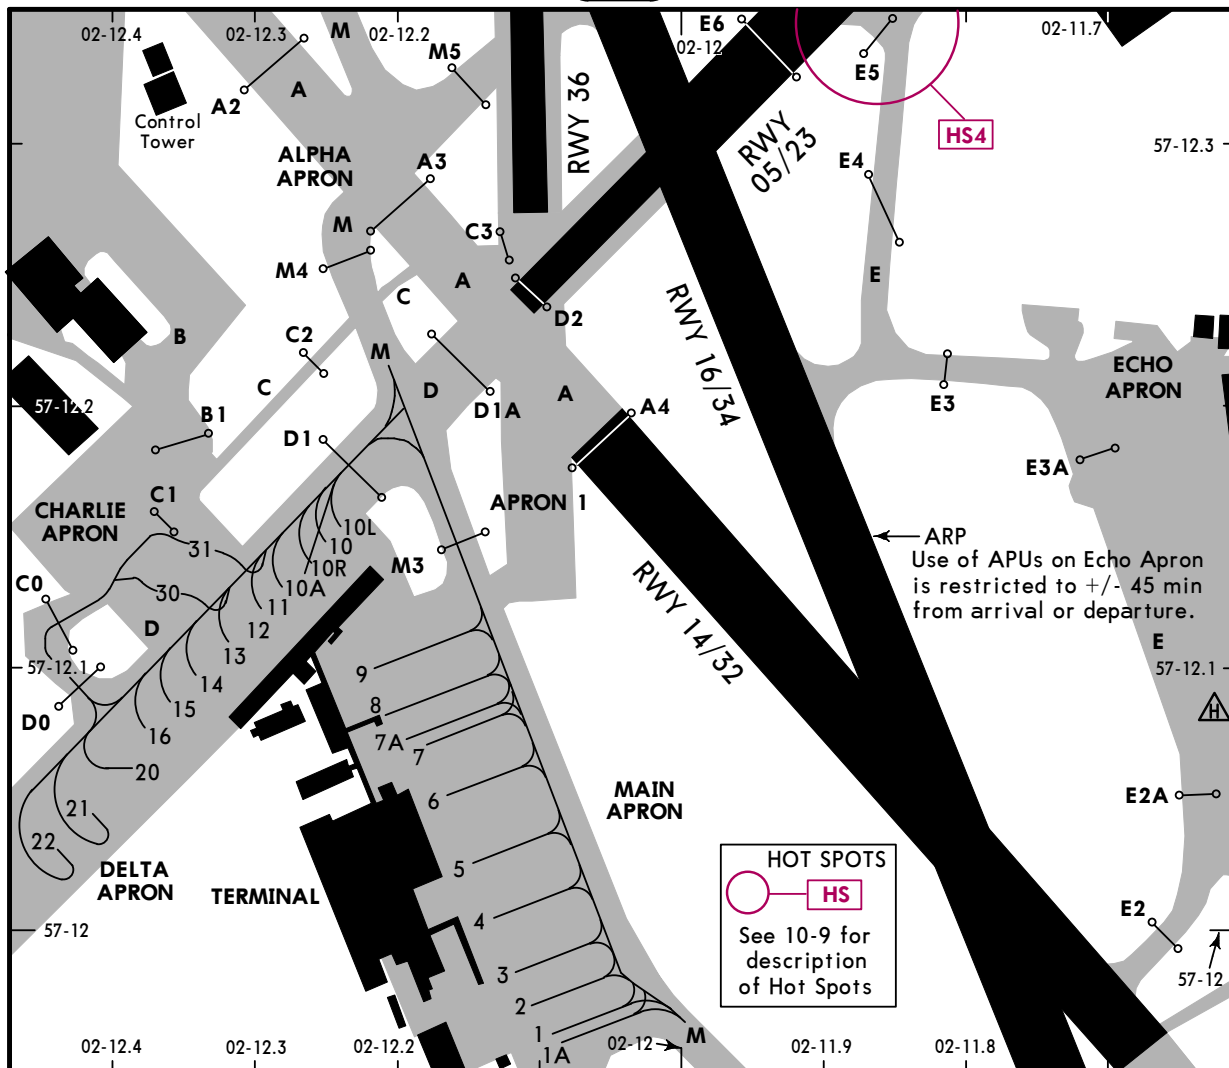 02-12.4
02-12.3
M
02-12.2
M5
E6
02-12
E5
02-11.7
A
A2
Control
Tower
RWY 36
HS4
RWY
05/23
57-12.3
ALPHA
APRON
A3
E4
M
C3
M4
A
C
E
D2
RWY 16/34
B
C2
M
ECHO
APRON
C
D
A
D1A
A4
E3
57-12.2
B1
D1
E3A
C1
CHARLIE
APRON
APRON 1
10L
10
10R
10A
31
M3
ARP
Use of APUs on Echo Apron
is restricted to +/- 45 min
from arrival or departure.
C0
30
11
12
13
14
15
16
D
RWY 14/32
E
57-12.1
57-12.1
9
8
7A
7
H
D0
20
21
22
6
MAIN
APRON
E2A
5
DELTA
APRON
TERMINAL
HOT SPOTS
HS
See 10-9 for
description
of Hot Spots
4
E2
57-12
3
57-12
2
1
1A
M
02-12.4
02-12.3
02-12.2
02-12
02-11.9
02-11.8